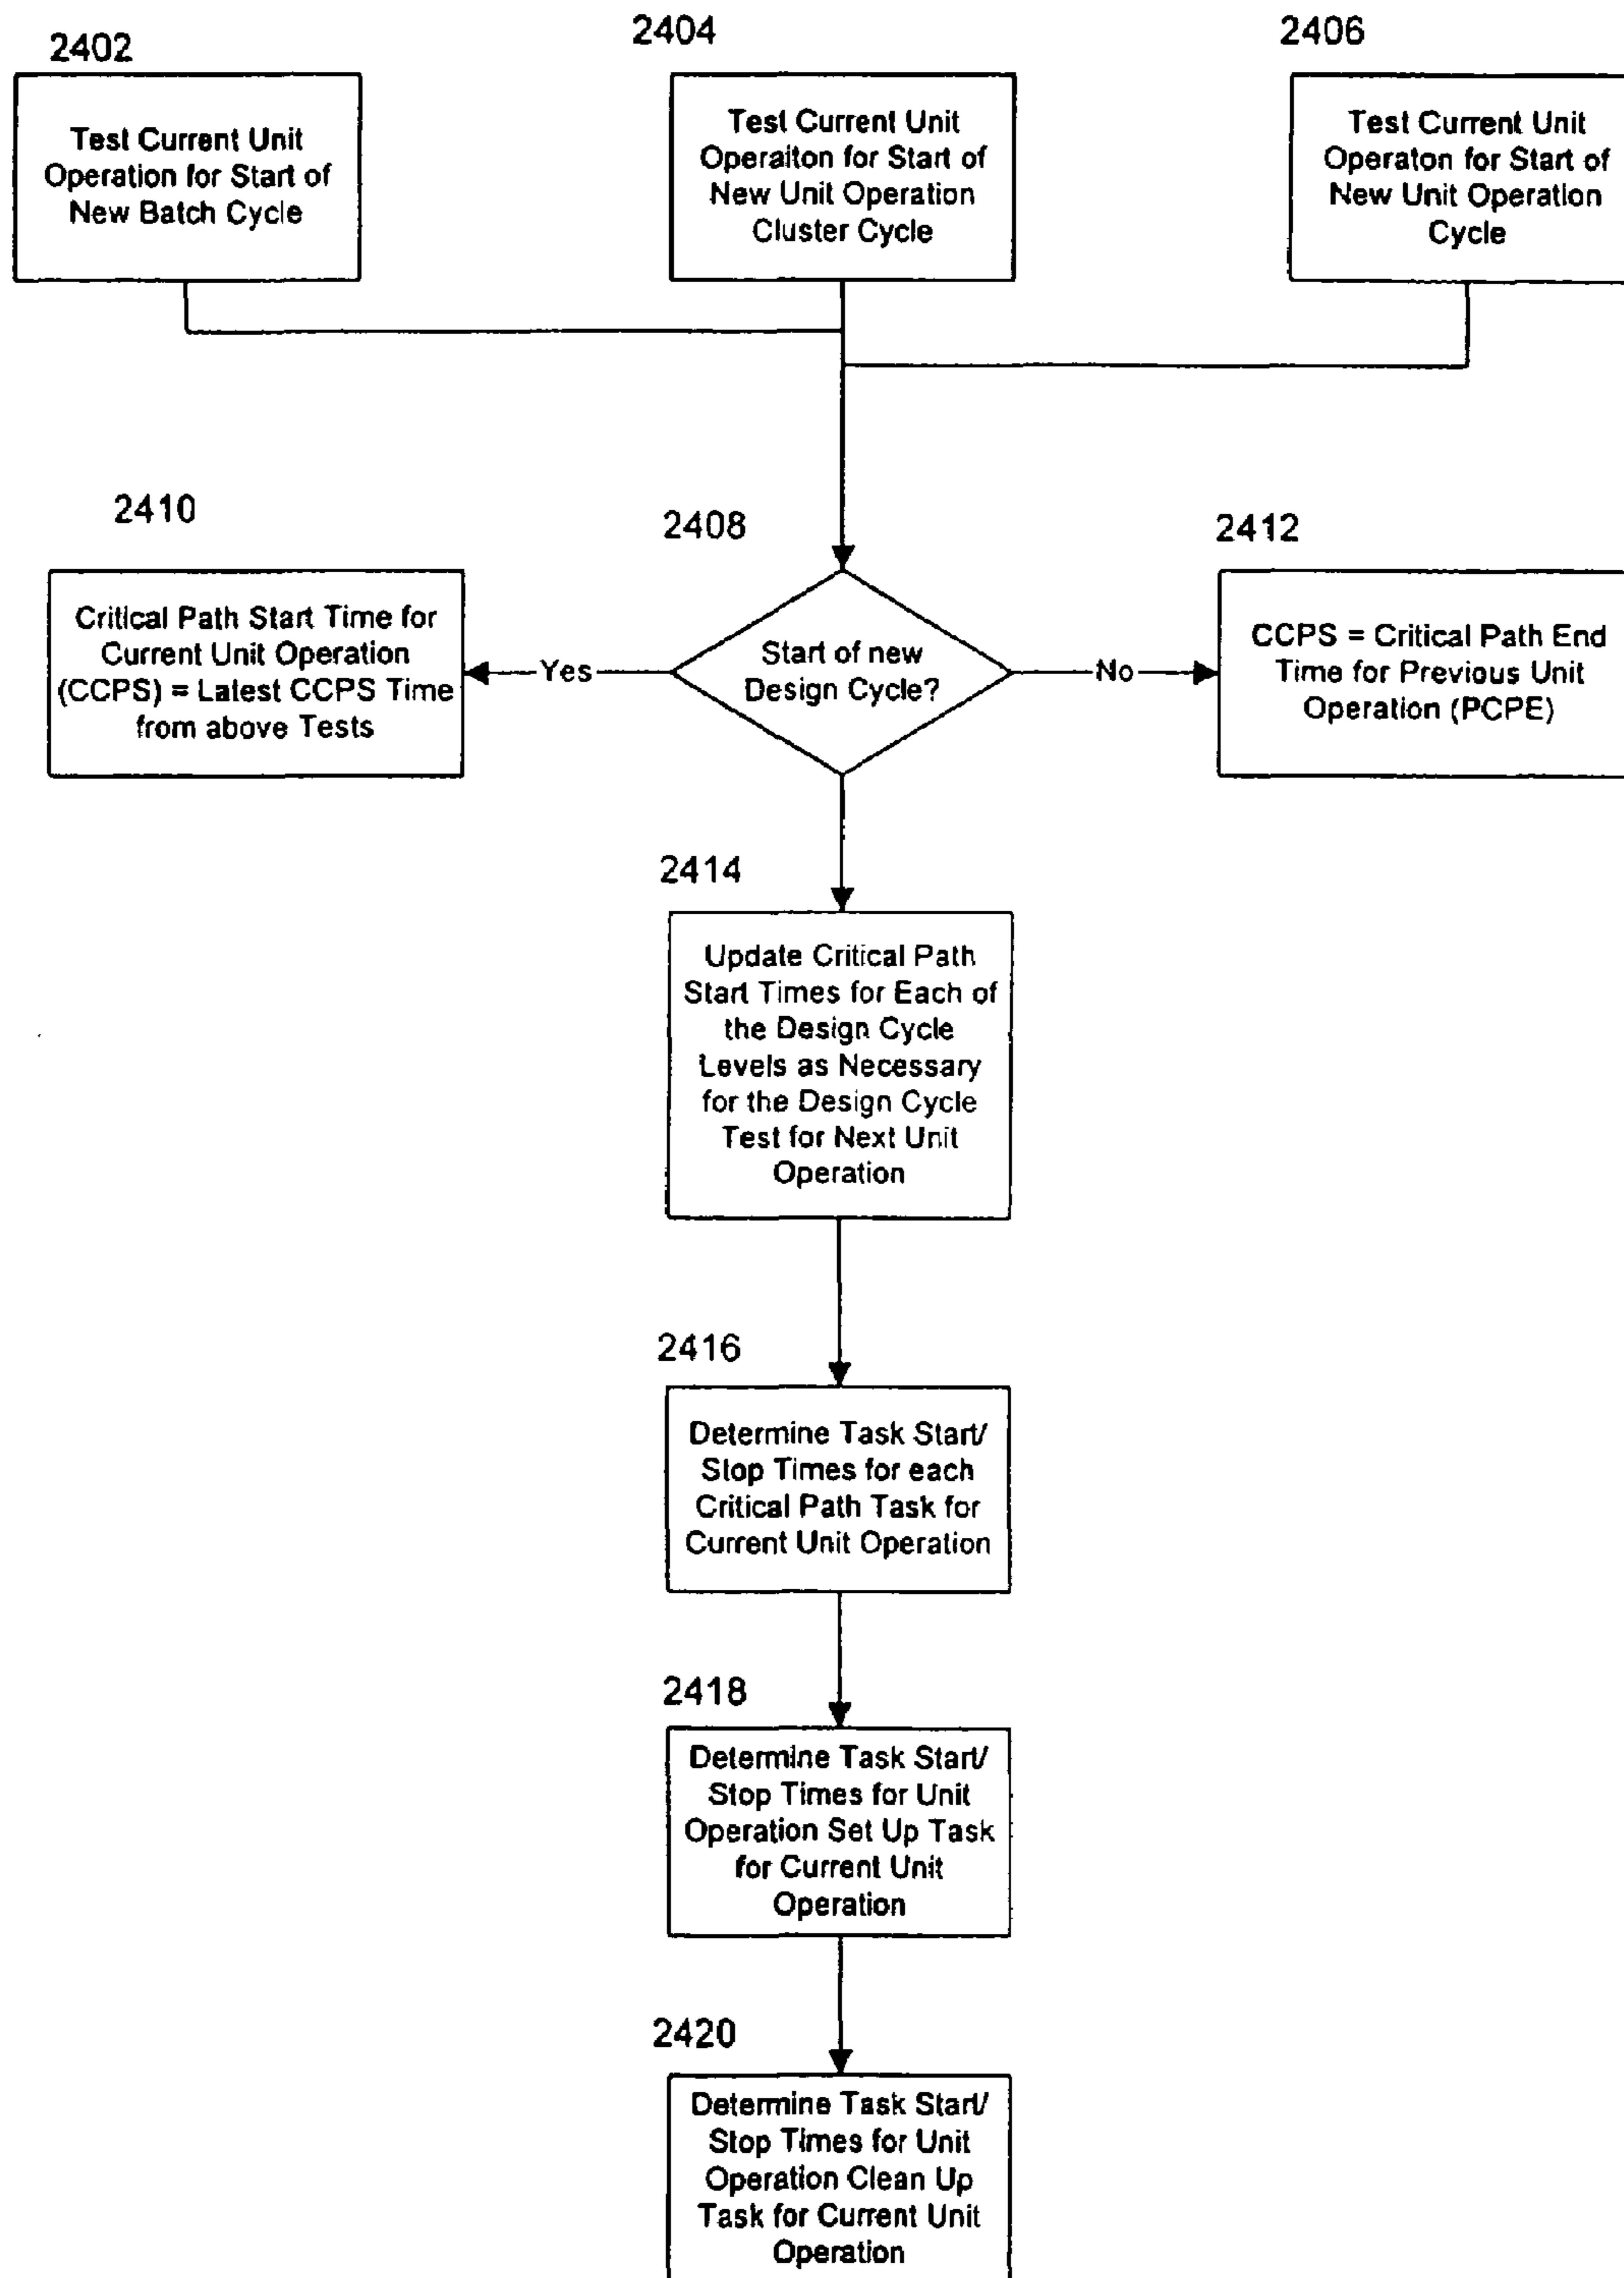 2402
Test Current Unit
Operation for Start of
New Batch Cycle
2404
Test Current Unit
Operaiton for Start of
New Unit Operation
Cluster Cycle
2406
Test Current Unit
Operaton for Start of
New Unit Operation
Cycle
2410
Critical Path Start Time for
Current Unit Operation
(CCPS) = Latest CCPS Time
from above Tests
Yes
2408
Start of new
Design Cycle?
No
2412
CCPS = Critical Path End
Time for Previous Unit
Operation (PCPE)
2414
Update Critical Path
Start Times for Each of
the Design Cycle
Levels as Necessary
for the Design Cycle
Test for Next Unit
Operation
2416
Determine Task Start/
Stop Times for each
Critical Path Task for
Current Unit Operation
2418
Determine Task Start/
Stop Times for Unit
Operation Set Up Task
for Current Unit
Operation
2420
Determine Task Start/
Stop Times for Unit
Operation Clean Up
Task for Current Unit
Operation